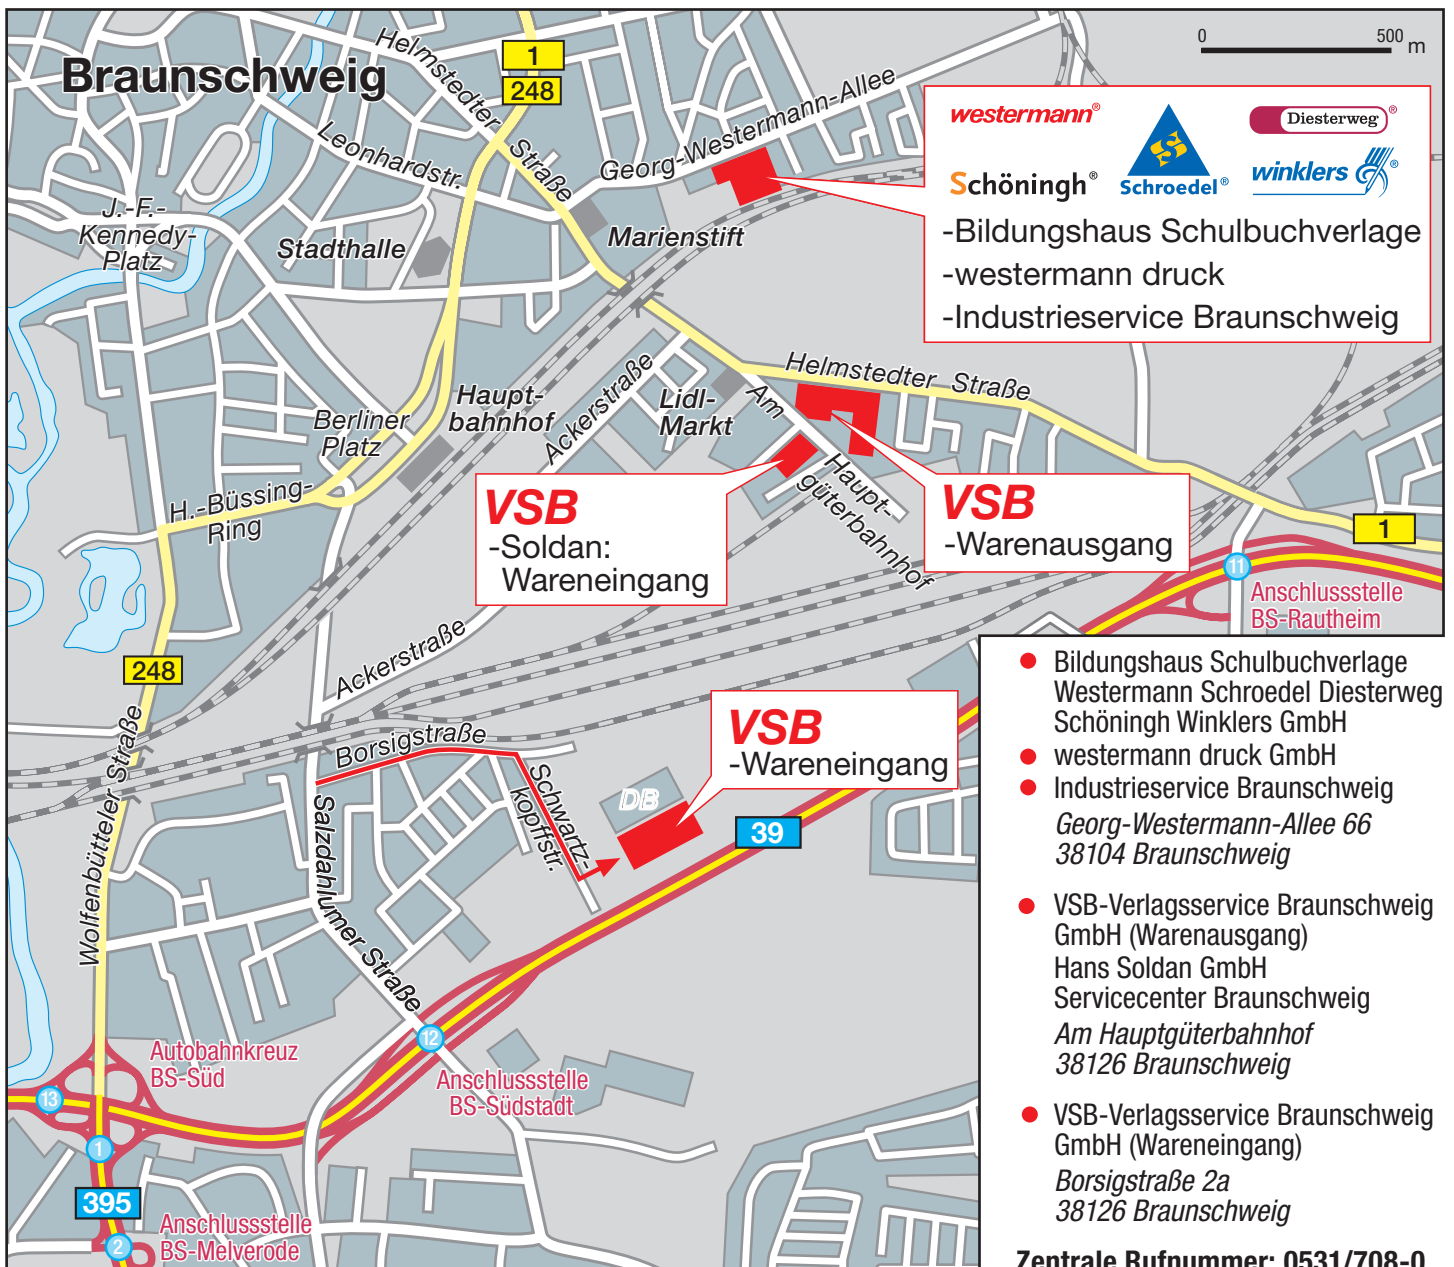 Braunschweig
Helmstedter Straße
1
248
Georg-Westermann-Allee
0 500 m
Leonhardstr.
J.-F.-
Kennedy-
Platz
Stadthalle
Marienstift
westermann®
Diesterweg®
Schöningh®
S
Schroedel®
winklers®
-Bildungshaus Schulbuchverlage
-westermann druck
-Industrieservice Braunschweig
Helmstedter Straße
Haupt-
bahnhof
Ackerstraße
Lidl-
Markt
Am Haupt-
güterbahnhof
Berliner
Platz
H.-Büssing-
Ring
VSB
-Soldan:
Wareneingang
VSB
-Warenausgang
1
11
Anschlussstelle
BS-Rautheim
248
Ackerstraße
Wolfenbütteler Straße
Borsigstraße
Schwartz-
kopffstr.
VSB
-Wareneingang
DB
39
Salzdahlumer Straße
12
Anschlussstelle
BS-Südstadt
Autobahnkreuz
BS-Süd
13
1
395
Anschlussstelle
BS-Melverode
2
Bildungshaus Schulbuchverlage
Westermann Schroedel Diesterweg
Schöningh Winklers GmbH
westermann druck GmbH
Industrieservice Braunschweig
Georg-Westermann-Allee 66
38104 Braunschweig
VSB-Verlagsservice Braunschweig
GmbH (Warenausgang)
Hans Soldan GmbH
Servicecenter Braunschweig
Am Hauptgüterbahnhof
38126 Braunschweig
VSB-Verlagsservice Braunschweig
GmbH (Wareneingang)
Borsigstraße 2a
38126 Braunschweig
Zentrale Rufnummer: 0531/708-0